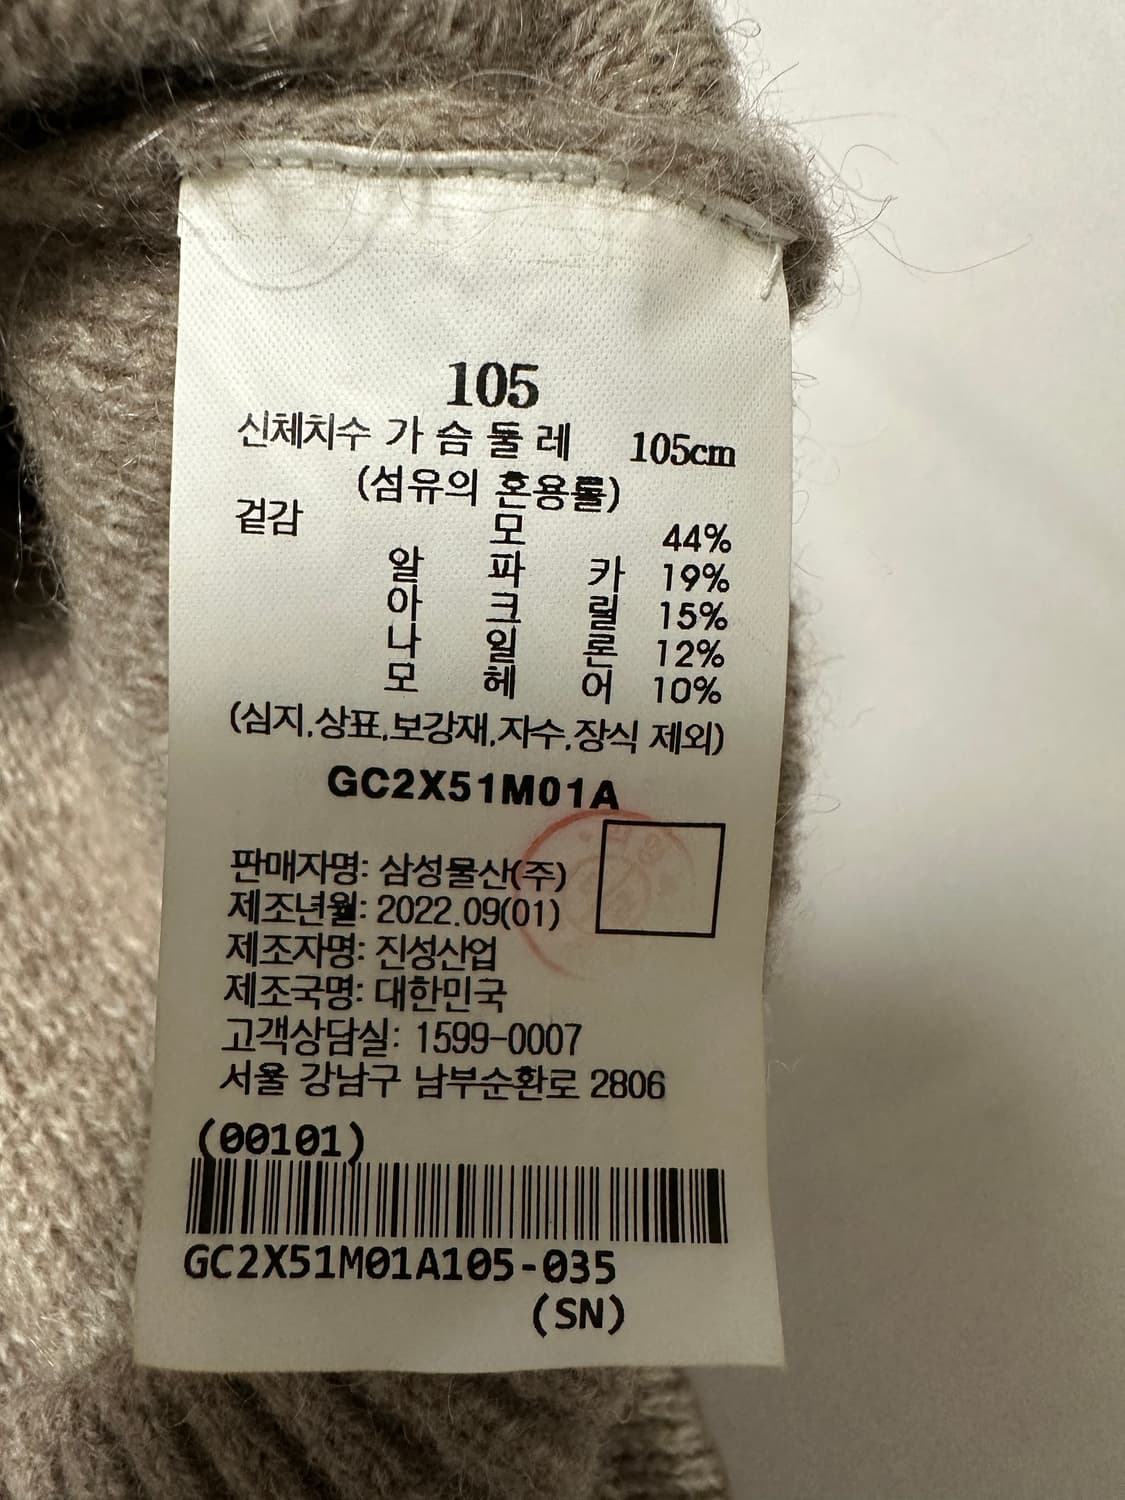 105
신체치수 가 슴 둘 레 105cm
(섬유의 혼용률)
겉감 모 44%
알 파 카 19%
아 크 릴 15%
나 일 론 12%
모 헤 어 10%
(심지,상표,보강재,자수,장식 제외)
GC2X51M01A
판매자명: 삼성물산(주)
제조년월: 2022.09(01)
제조자명: 진성산업
제조국명: 대한민국
고객상담실: 1599-0007
서울 강남구 남부순환로 2806
(00101)
GC2X51M01A105-035
(SN)